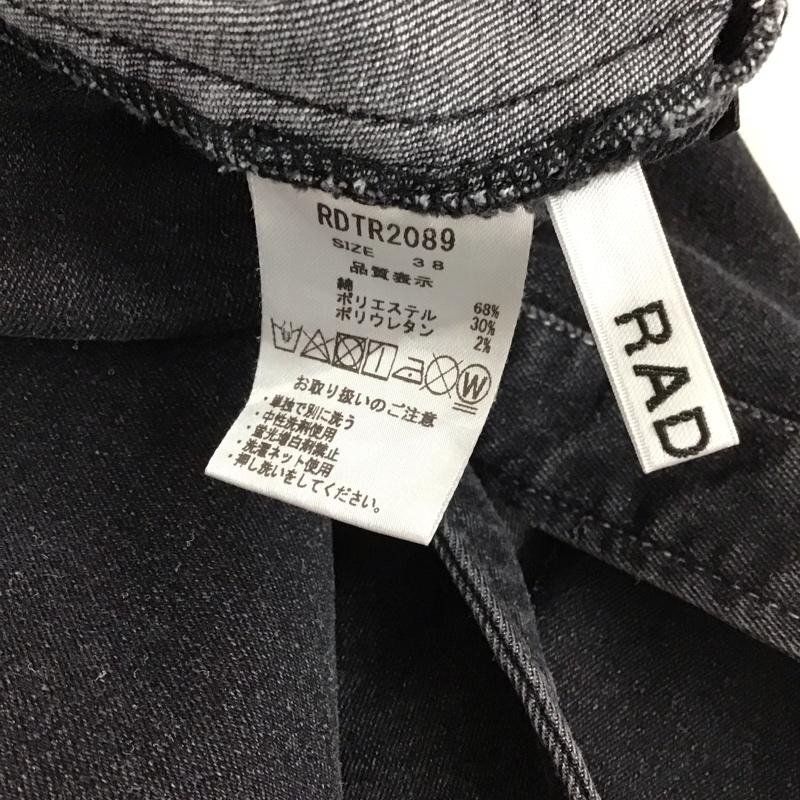 RDTR2089
SIZE 38
品質表示
綿 68%
ポリエステル 30%
ポリウレタン 2%
W
お取り扱いのご注意
・単独で別に洗う
・中性洗剤使用
・蛍光増白剤禁止
・洗濯ネット使用
・押し洗いをしてください。
RAD